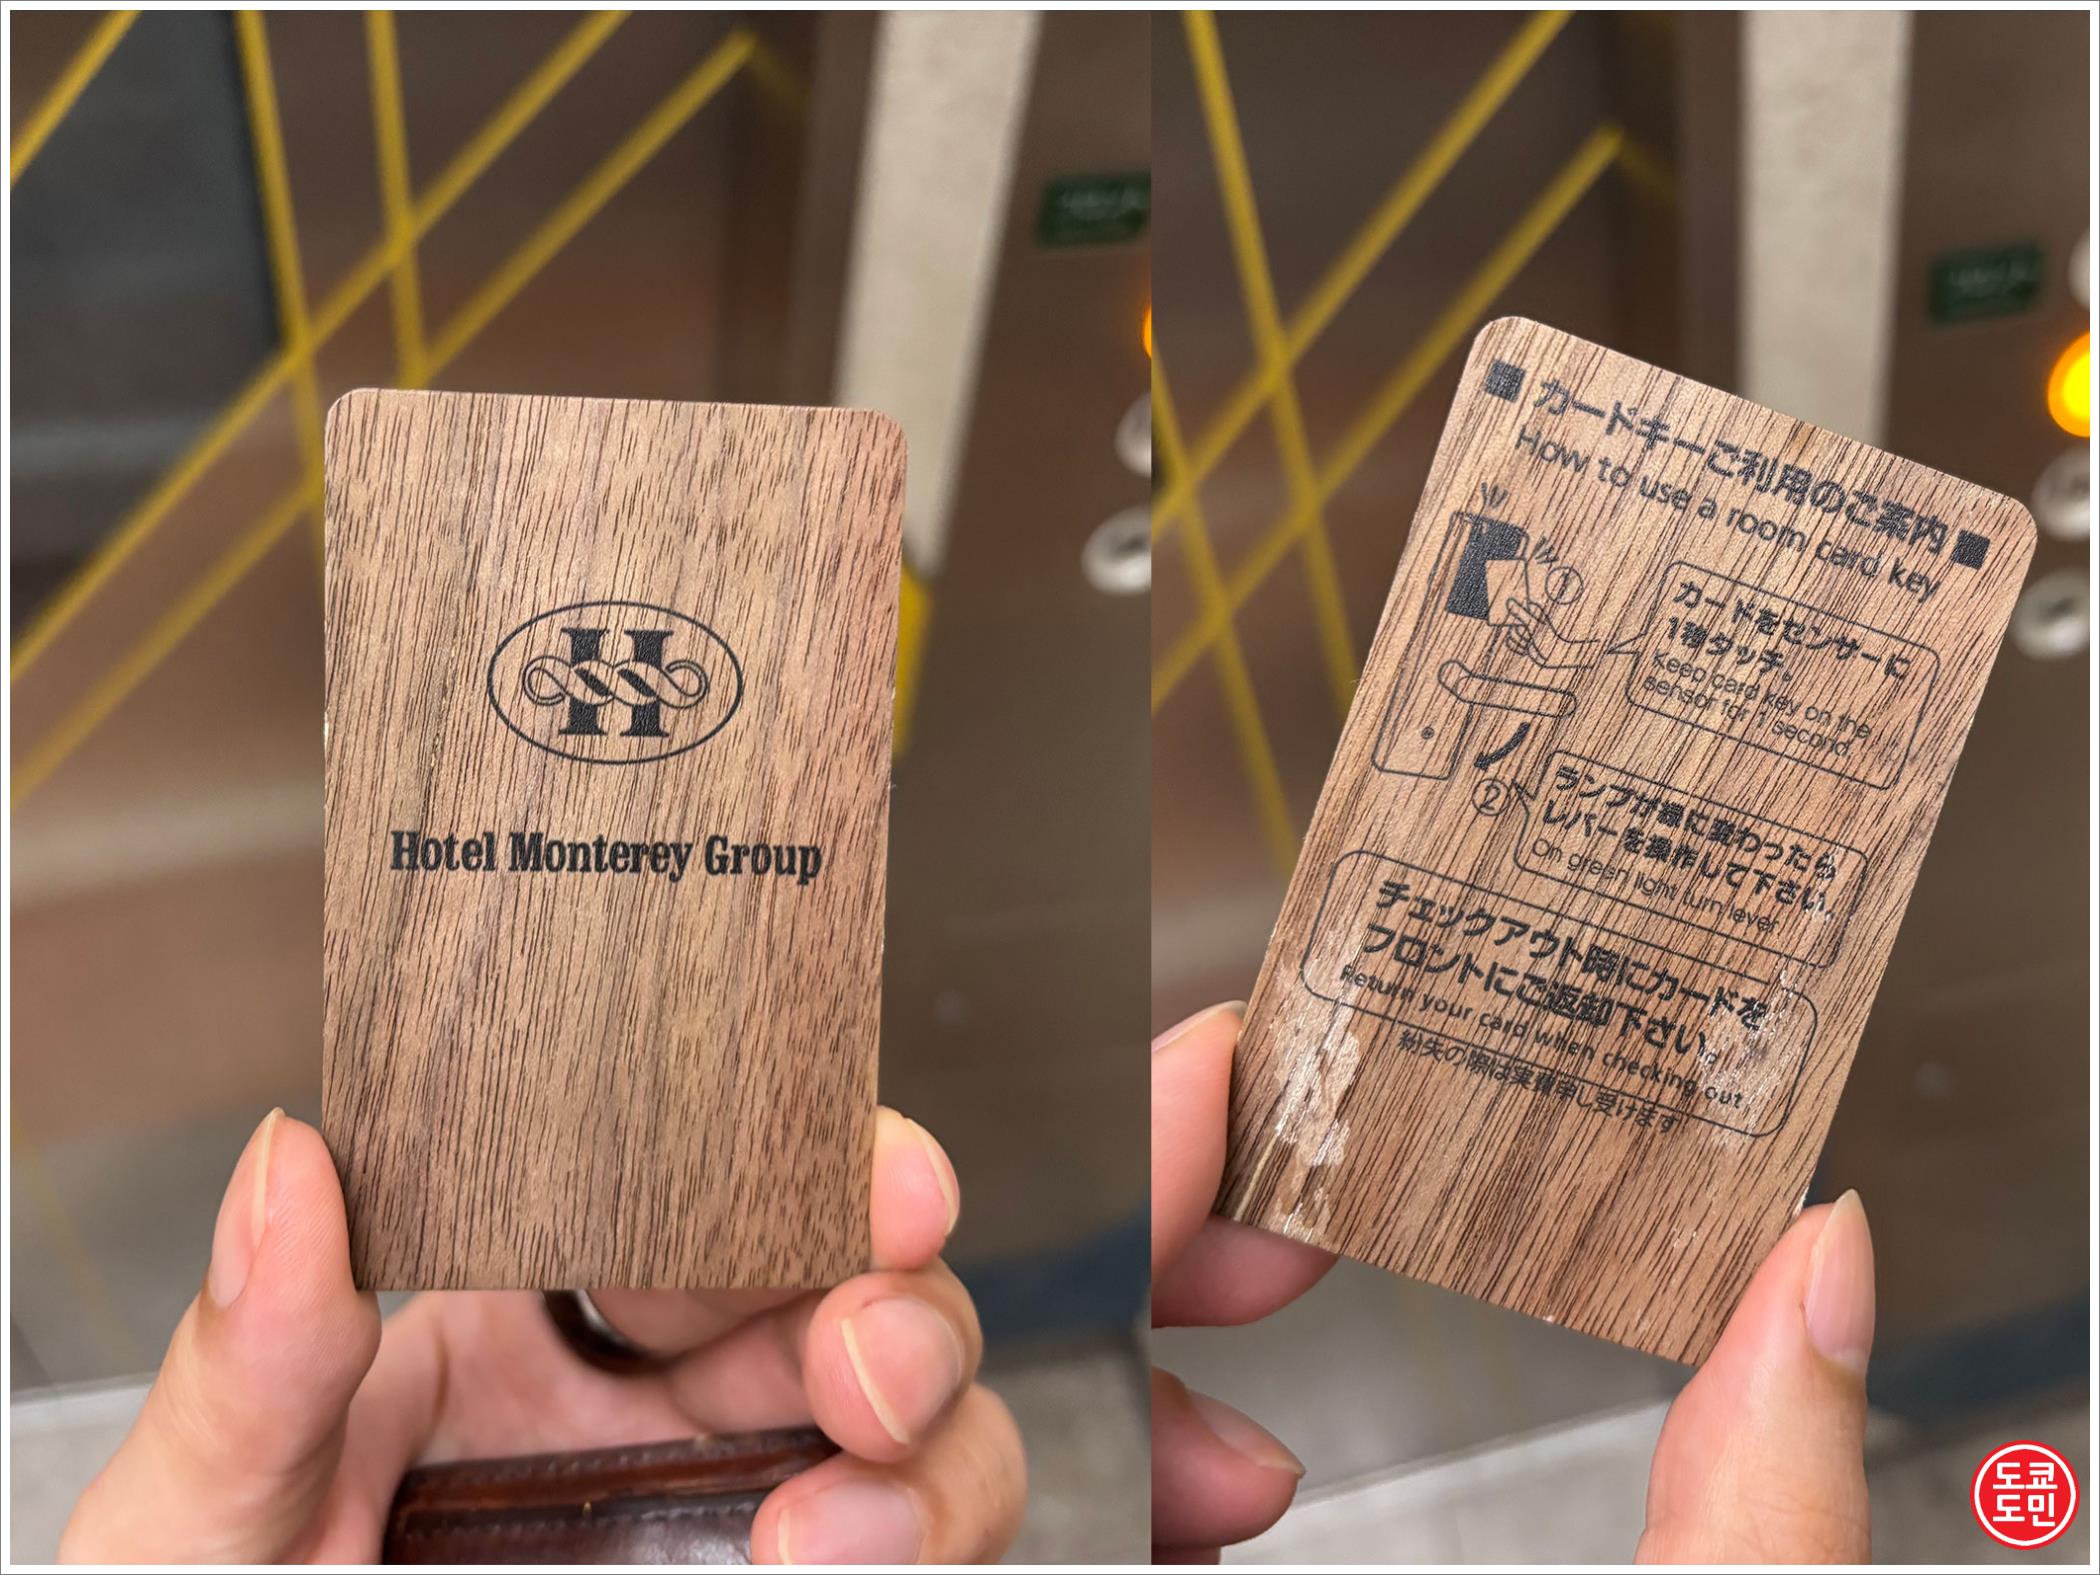 H
Hotel Monterey Group
■ カードキーご利用のご案内 ■
How to use a room card key
①
カードをセンサーに
1秒タッチ。
Keep card key on the
sensor for 1 second.
②
ランプが緑に変わったら
レバーを操作して下さい。
On green light turn lever
チェックアウト時にカードを
フロントにご返却下さい。
Return your card when checking out.
紛失の際は実費申し受けます
도쿄
도민